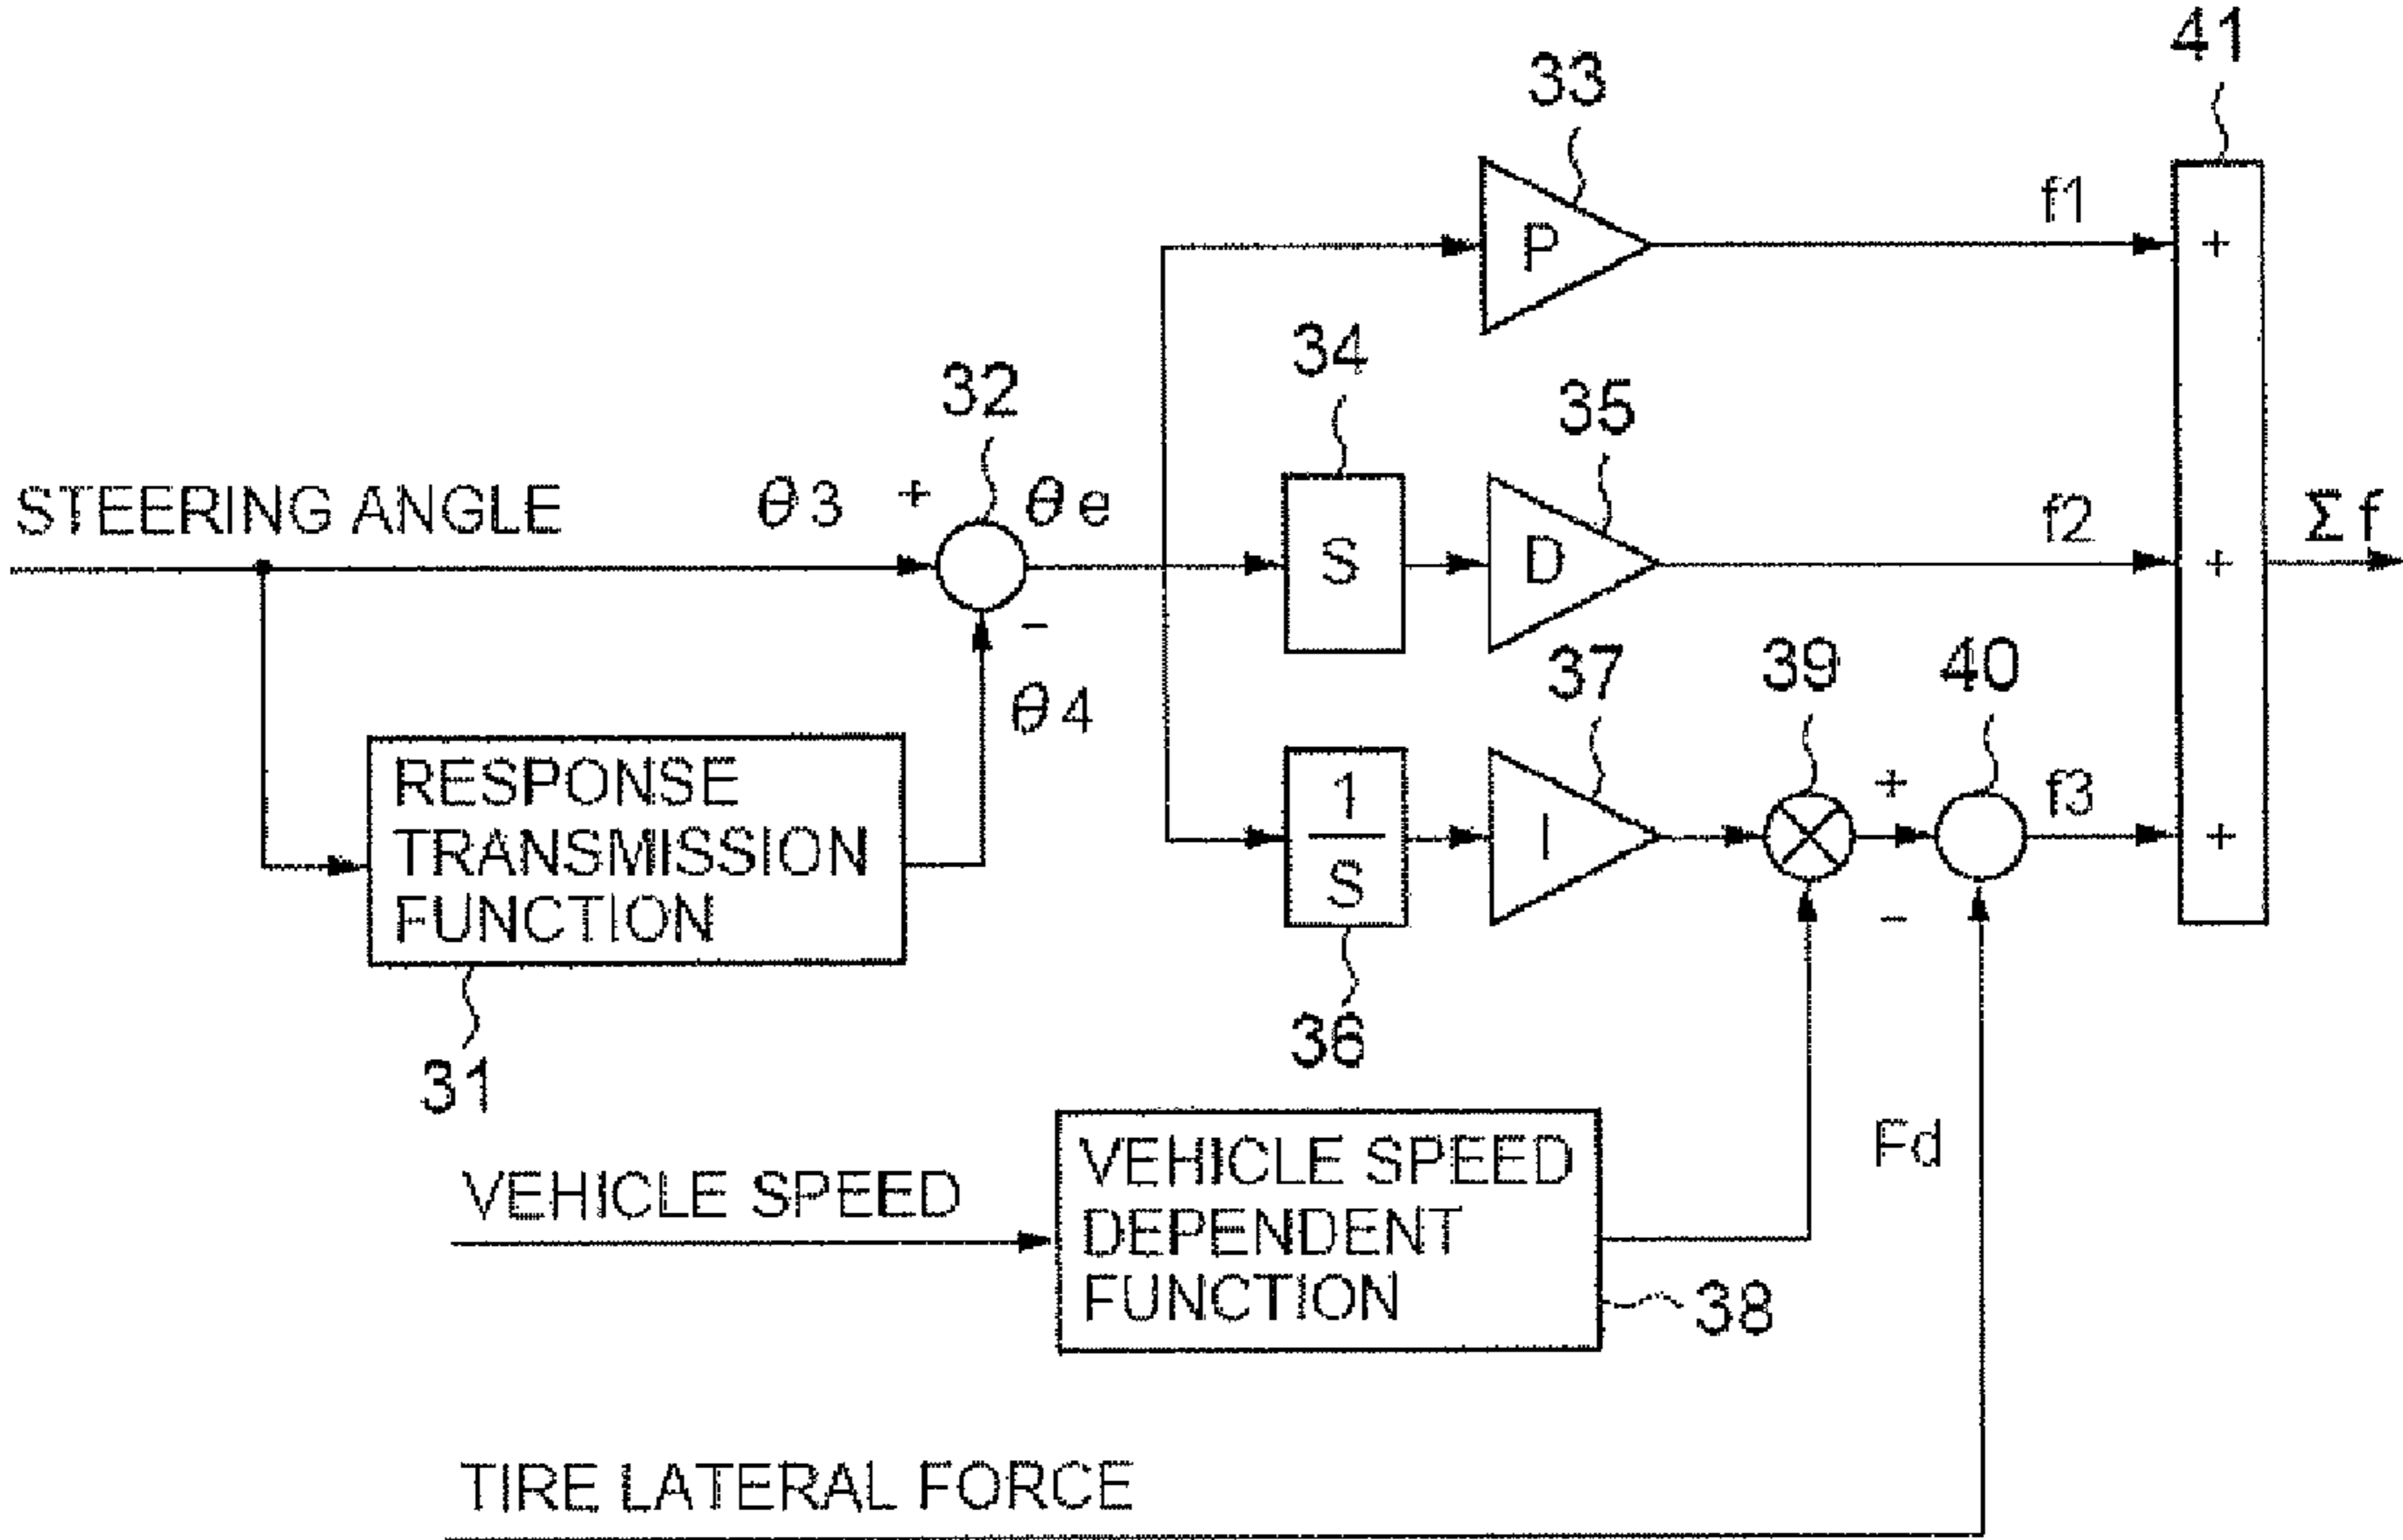 41
33
P
f1
+
34
35
32
STEERING ANGLE
θ3
+
θe
S
D
f2
+
Σf
-
θ4
37
39
40
RESPONSE
TRANSMISSION
FUNCTION
1
S
I
+
f3
+
-
31
36
Fd
VEHICLE SPEED
VEHICLE SPEED
DEPENDENT
FUNCTION
38
TIRE LATERAL FORCE